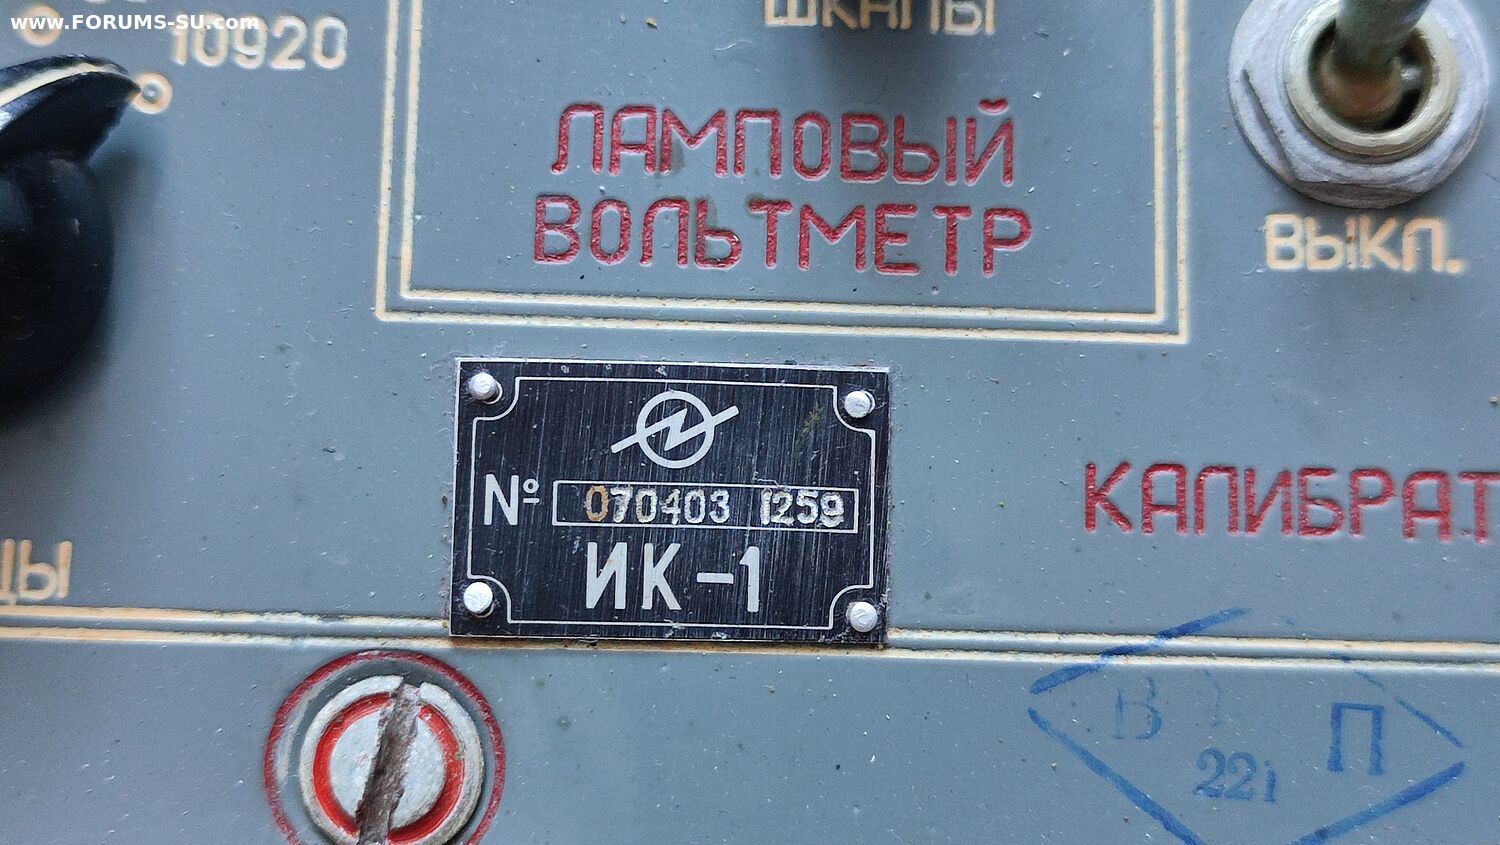 www.FORUMS-SU.com
10920
ШКАЛЫ
ЛАМПОВЫЙ
ВОЛЬТМЕТР
ВЫКЛ.
КАЛИБРАТ
№ 070403 1259
ИК-1
ЦЫ
В П
22